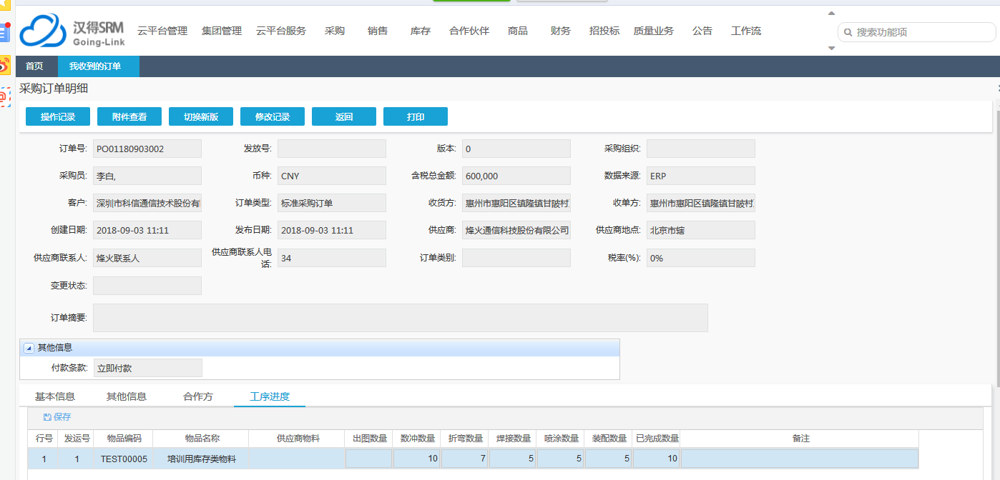 汉得SRM
Going-Link
云平台管理 集团管理 云平台服务 采购 销售 库存 合作伙伴 商品 财务 招投标 质量业务 公告 工作流
搜索功能项
首页 我收到的订单
采购订单明细
操作记录 附件查看 切换新版 修改记录 返回 打印
订单号: PO01180903002 发放号: 版本: 0 采购组织:
采购员: 李白, 币种: CNY 含税总金额: 600,000 数据来源: ERP
客户: 深圳市科信通信技术股份有 订单类型: 标准采购订单 收货方: 惠州市惠阳区镇隆镇甘陂村 收单方: 惠州市惠阳区镇隆镇甘陂村
创建日期: 2018-09-03 11:11 发布日期: 2018-09-03 11:11 供应商: 烽火通信科技股份有限公司 供应商地点: 北京市辖
供应商联系人: 烽火联系人 供应商联系人电话: 34 订单类别: 税率(%): 0%
变更状态:
订单摘要:
其他信息
付款条款: 立即付款
基本信息 其他信息 合作方 工序进度
保存
行号 发运号 物品编码 物品名称 供应商物料 出图数量 数冲数量 折弯数量 焊接数量 喷涂数量 装配数量 已完成数量 备注
1 1 TEST00005 培训用库存类物料 10 7 5 5 5 10